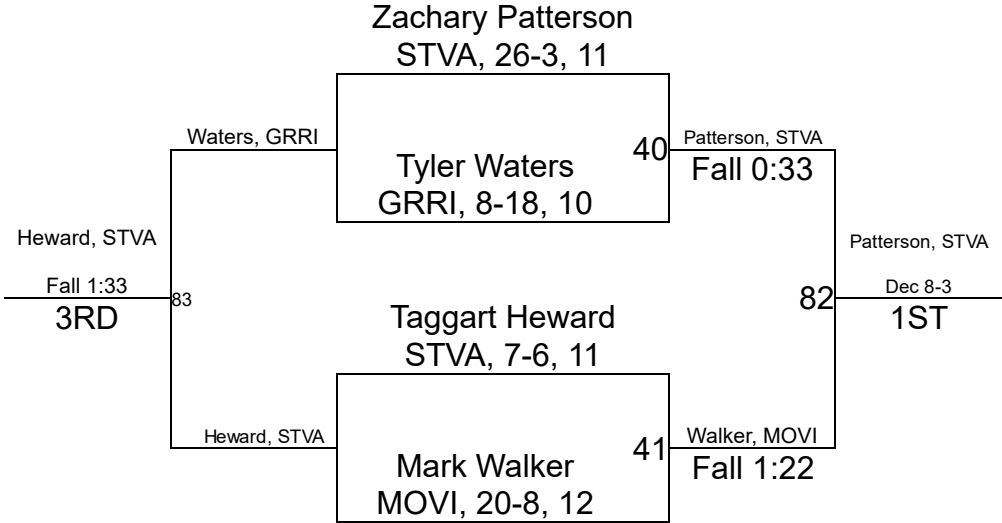 Zachary Patterson
STVA, 26-3, 11
Waters, GRRI
Tyler Waters
GRRI, 8-18, 10
40
Patterson, STVA
Fall 0:33
Heward, STVA
Fall 1:33
3RD
83
82
Patterson, STVA
Dec 8-3
1ST
Taggart Heward
STVA, 7-6, 11
Heward, STVA
Mark Walker
MOVI, 20-8, 12
41
Walker, MOVI
Fall 1:22